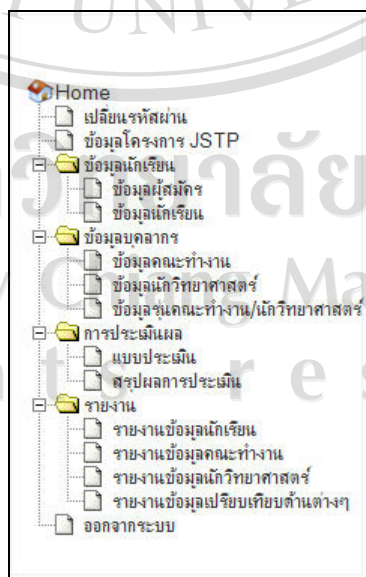 Home
เปลี่ยนรหัสผ่าน
ข้อมูลโครงการ JSTP
ข้อมูลนักเรียน
ข้อมูลผู้สมัคร
ข้อมูลนักเรียน
ข้อมูลบุคลากร
ข้อมูลคณะทำงาน
ข้อมูลนักวิทยาศาสตร์
ข้อมูลรุ่นคณะทำงาน/นักวิทยาศาสตร์
การประเมินผล
แบบประเมิน
สรุปผลการประเมิน
รายงาน
รายงานข้อมูลนักเรียน
รายงานข้อมูลคณะทำงาน
รายงานข้อมูลนักวิทยาศาสตร์
รายงานข้อมูลเปรียบเทียบด้านต่างๆ
ออกจากระบบ